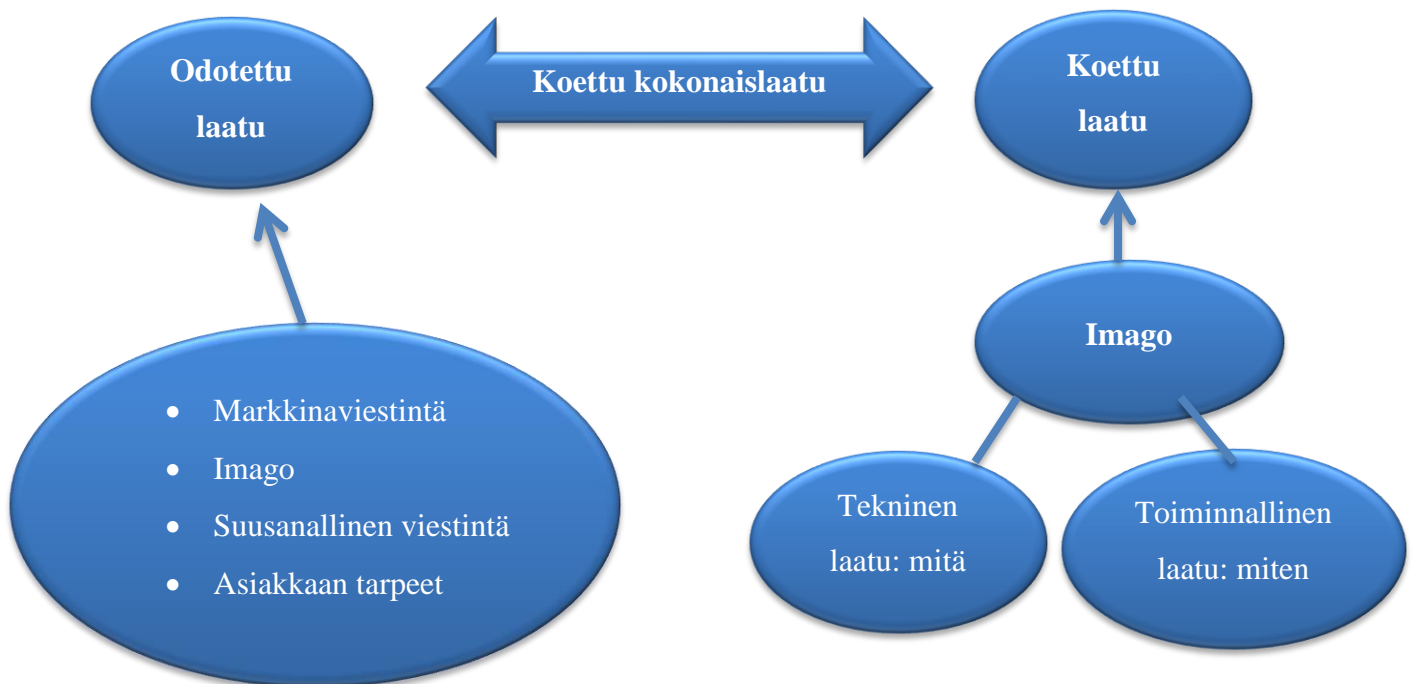 Odotettu
laatu
Koettu kokonaislaatu
Koettu
laatu
Imago
• Markkinaviestintä
• Imago
• Suusanallinen viestintä
• Asiakkaan tarpeet
Tekninen
laatu: mitä
Toiminnallinen
laatu: miten